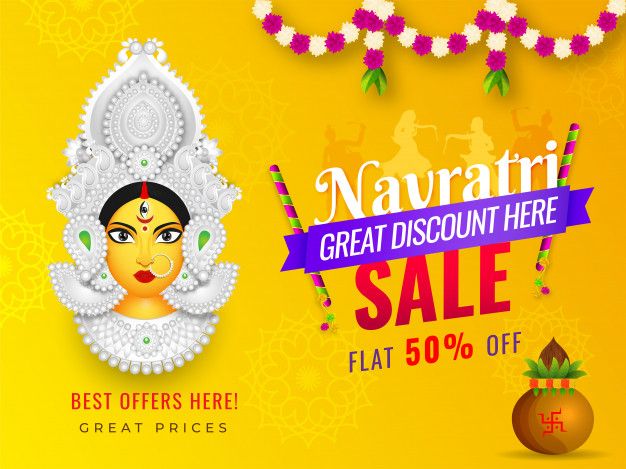 Navratri
GREAT DISCOUNT HERE
SALE
FLAT 50% OFF
BEST OFFERS HERE!
GREAT PRICES